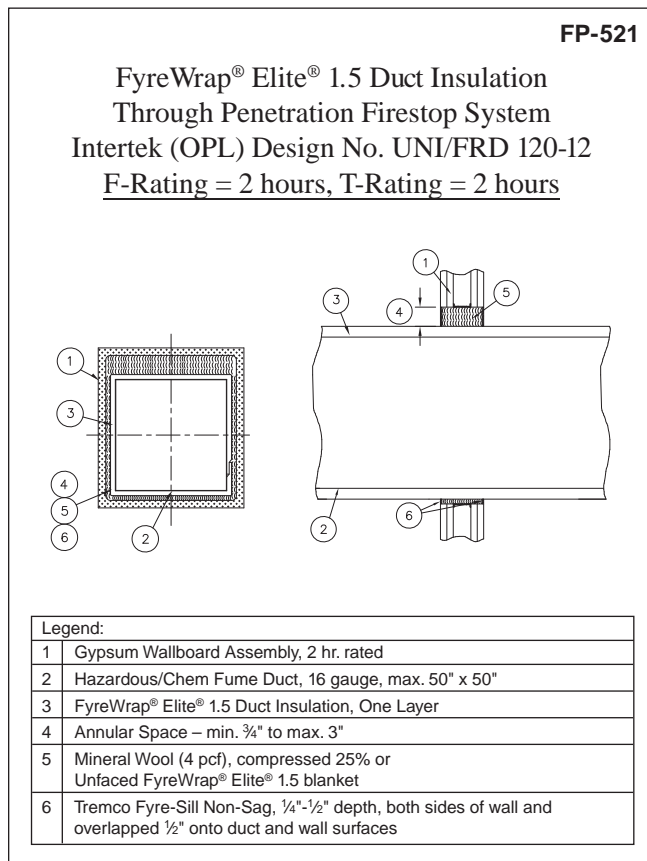 FP-521
FyreWrap® Elite® 1.5 Duct Insulation
Through Penetration Firestop System
Intertek (OPL) Design No. UNI/FRD 120-12
F-Rating = 2 hours, T-Rating = 2 hours
1
3
4
5
6
2
1
3
4
5
2
6
Legend:
1 Gypsum Wallboard Assembly, 2 hr. rated
2 Hazardous/Chem Fume Duct, 16 gauge, max. 50" x 50"
3 FyreWrap® Elite® 1.5 Duct Insulation, One Layer
4 Annular Space – min. ¾" to max. 3"
5 Mineral Wool (4 pcf), compressed 25% or
Unfaced FyreWrap® Elite® 1.5 blanket
6 Tremco Fyre-Sill Non-Sag, ¼"-½" depth, both sides of wall and
overlapped ½" onto duct and wall surfaces